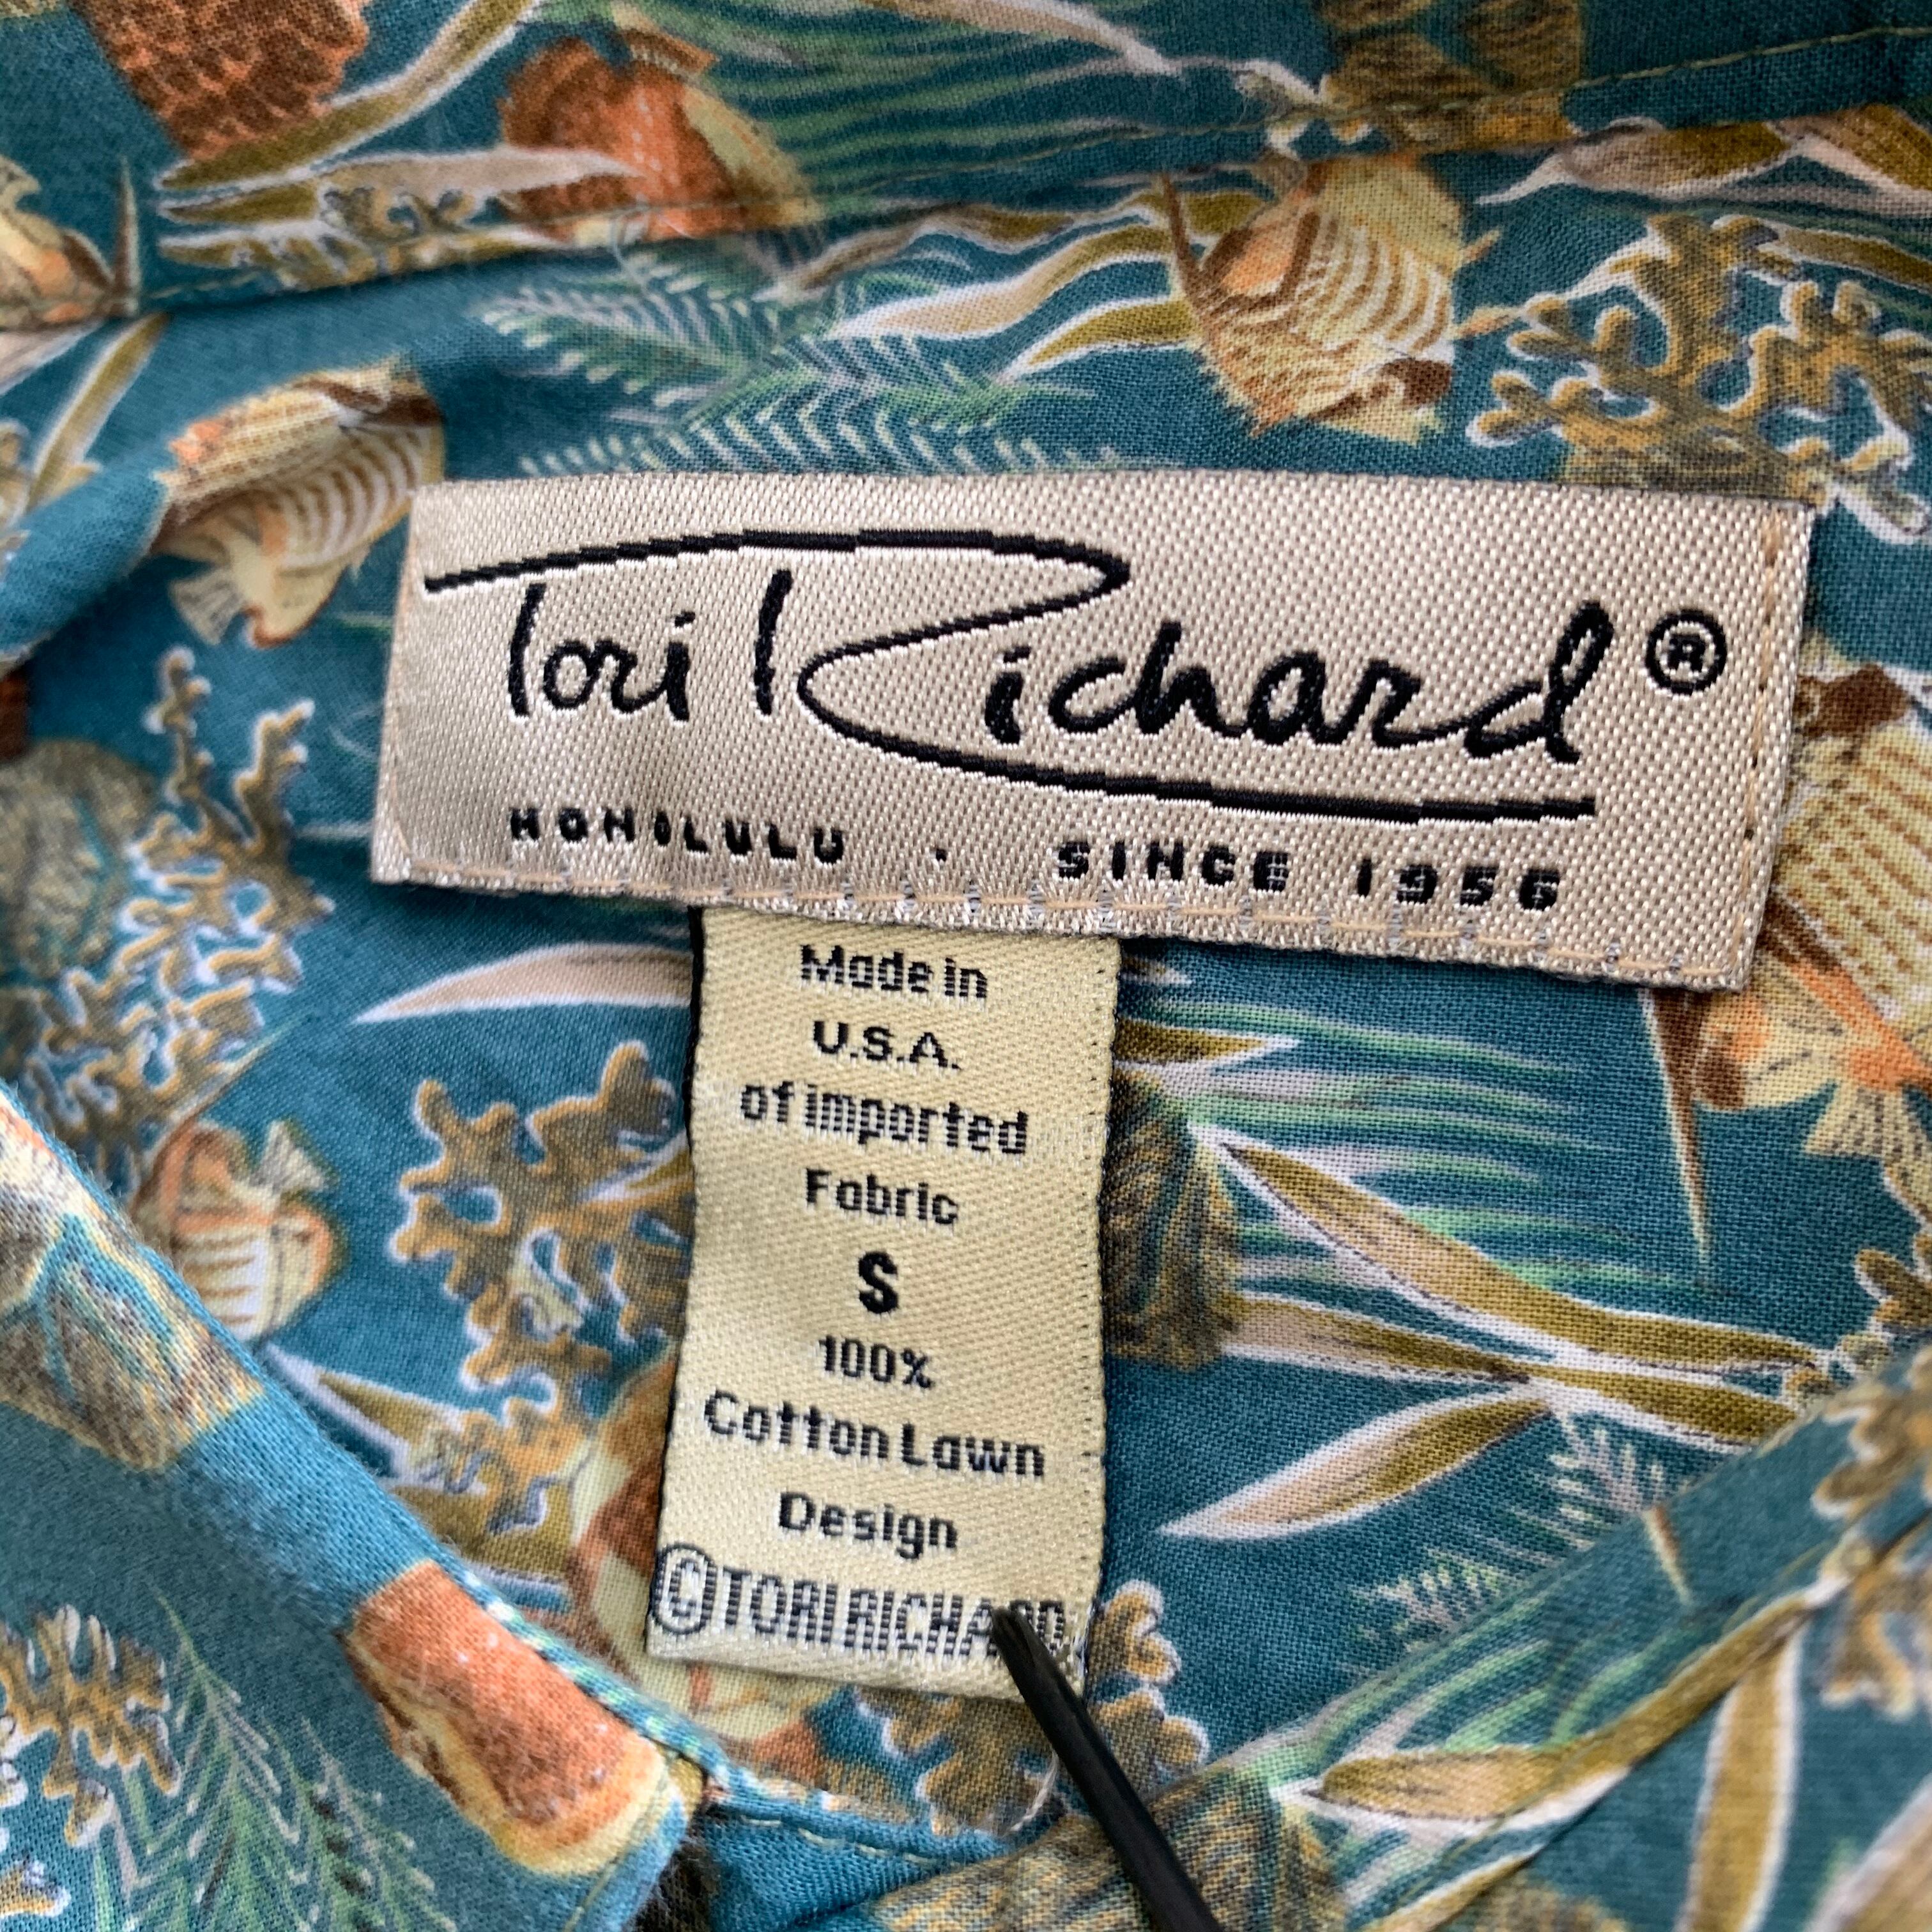 Tori Richard®
HONOLULU · SINCE 1956
Made in
U.S.A.
of imported
Fabric
S
100%
Cotton Lawn
Design
©TORI RICHARD